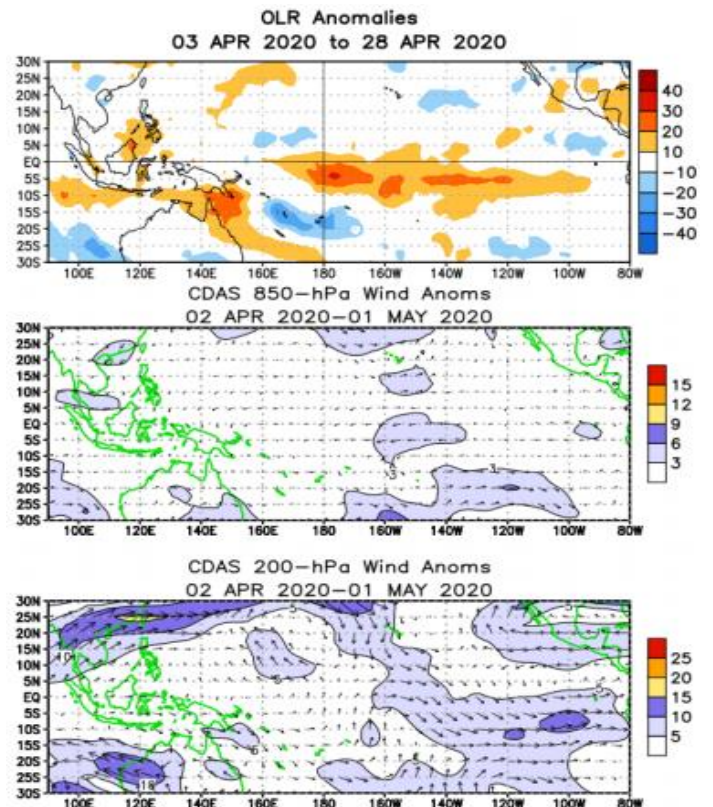 OLR Anomalies
03 APR 2020 to 28 APR 2020
30N
25N
20N
15N
10N
5N
EQ
5S
10S
15S
20S
25S
30S
100E 120E 140E 160E 180 160W 140W 120W 100W 80W
40
30
20
10
-10
-20
-30
-40
CDAS 850-hPa Wind Anoms
02 APR 2020-01 MAY 2020
30N
25N
20N
15N
10N
5N
EQ
5S
10S
15S
20S
25S
30S
3
3
100E 120E 140E 160E 180 160W 140W 120W 100W 80W
15
12
9
6
3
CDAS 200-hPa Wind Anoms
02 APR 2020-01 MAY 2020
30N
25N
20N
15N
10N
5N
EQ
5S
10S
15S
20S
25S
30S
5
5
10
5
100E 120E 140E 160E 180 160W 140W 120W 100W 80W
25
20
15
10
5